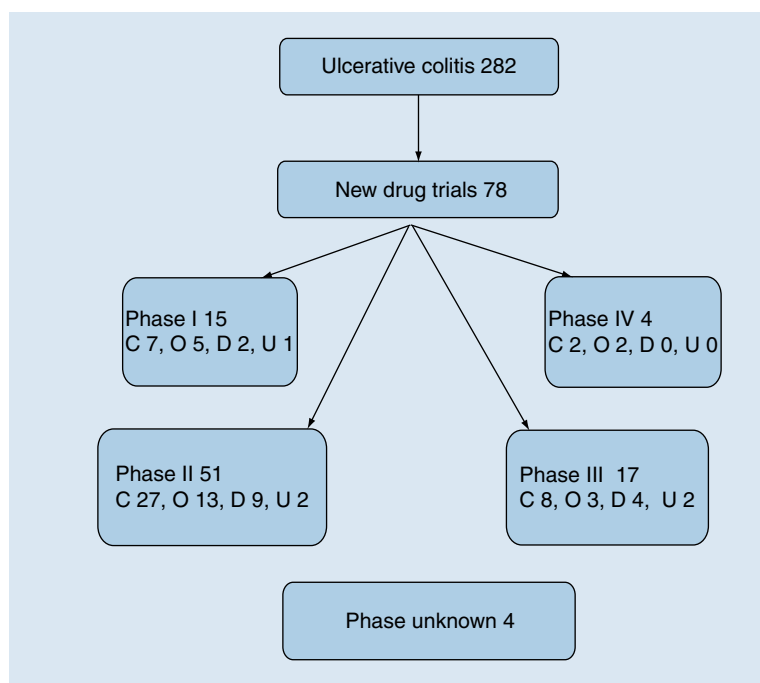 Ulcerative colitis 282
New drug trials 78
Phase I 15
C 7, O 5, D 2, U 1
Phase IV 4
C 2, O 2, D 0, U 0
Phase II 51
C 27, O 13, D 9, U 2
Phase III 17
C 8, O 3, D 4, U 2
Phase unknown 4